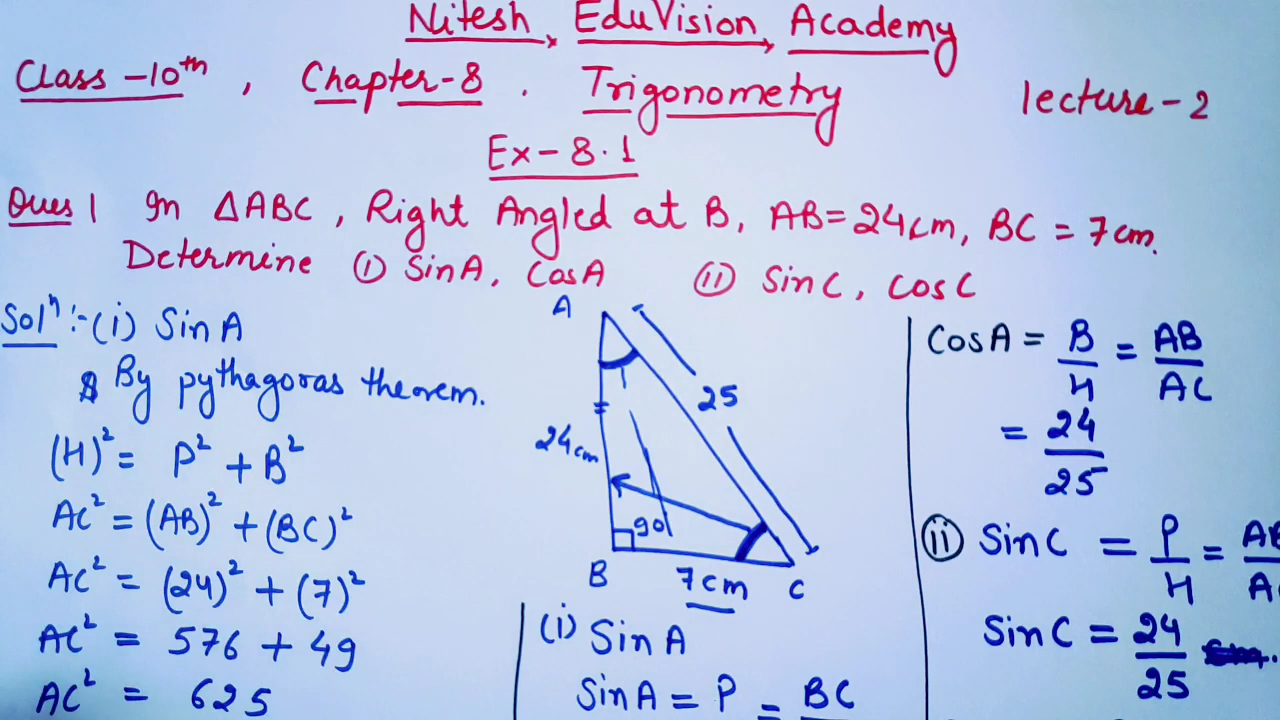 Nitesh EduVision Academy
Class-10th, Chapter-8. Trigonometry
lecture-2
Ex-8.1
Ques 1 In ΔABC, Right Angled at B, AB=24cm, BC=7cm.
Determine (i) SinA, CosA (ii) SinC, CosC
Solⁿ:-(i) SinA
By pythagoras theorem.
(H)² = P² + B²
AC² = (AB)² + (BC)²
AC² = (24)² + (7)²
AC² = 576 + 49
AC² = 625
A
25
24cm
90
B
7cm
C
(i) SinA
SinA = P = BC
CosA = B/H = AB/AC
= 24/25
(ii) SinC = P/H = AB/A
SinC = 24/25